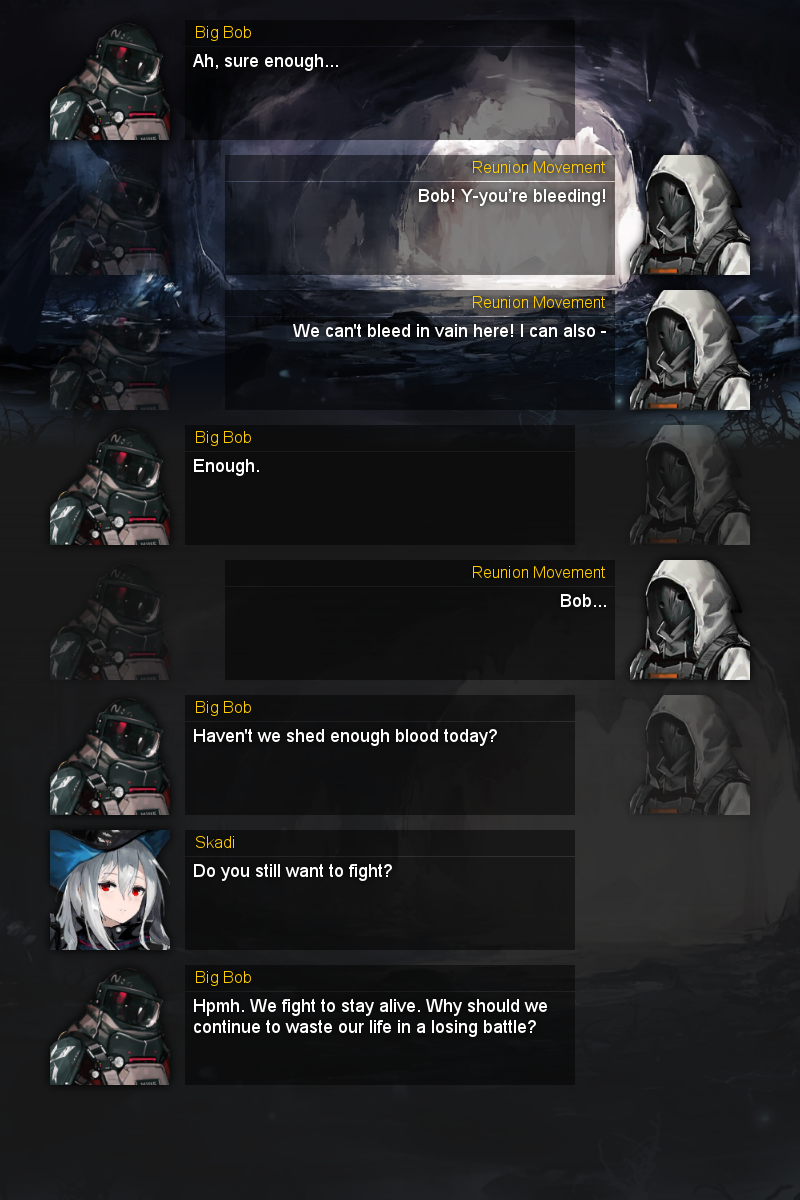 Big Bob
Ah, sure enough...
Reunion Movement
Bob! Y-you're bleeding!
Reunion Movement
We can't bleed in vain here! I can also -
Big Bob
Enough.
Reunion Movement
Bob...
Big Bob
Haven't we shed enough blood today?
Skadi
Do you still want to fight?
Big Bob
Hpmh. We fight to stay alive. Why should we
continue to waste our life in a losing battle?